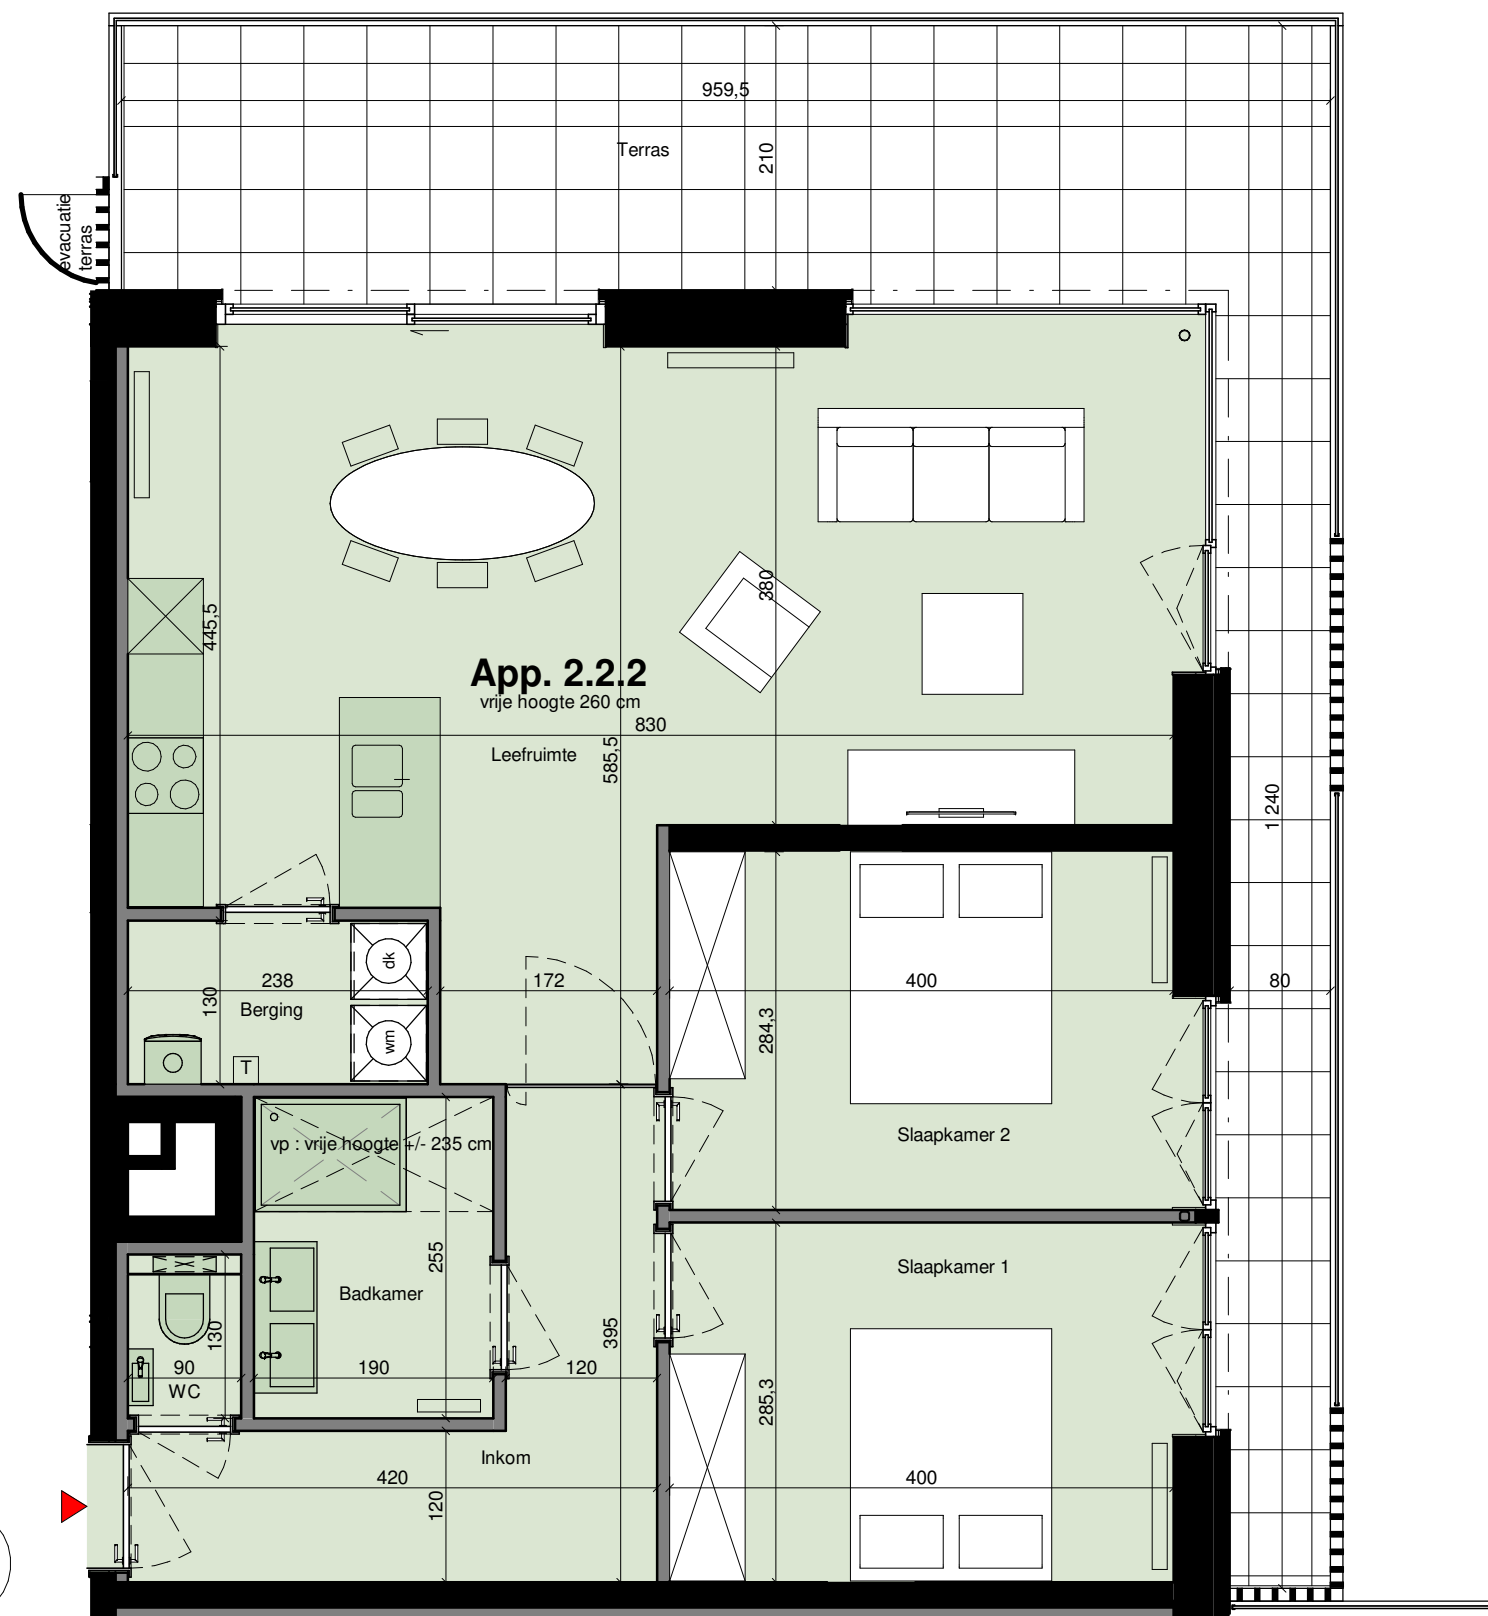 959,5
Terras
210
evacuatie
terras
445,5
380
App. 2.2.2
vrije hoogte 260 cm
830
Leefruimte
585,5
1 240
dk
238
172
400
80
130
Berging
284,3
wm
T
vp : vrije hoogte +/- 235 cm
Slaapkamer 2
255
Slaapkamer 1
Badkamer
130
395
90
190
120
WC
285,3
Inkom
420
120
400